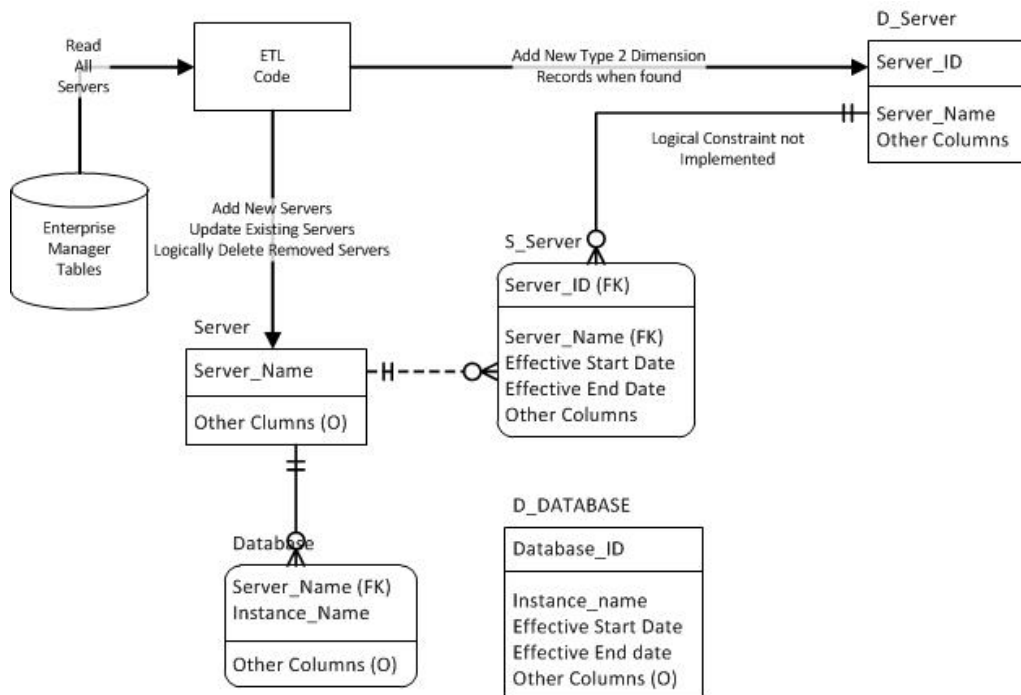 D_Server
Read
All
Servers
ETL
Code
Add New Type 2 Dimension
Records when found
Server_ID
Server_Name
Other Columns
Logical Constraint not
Implemented
Enterprise
Manager
Tables
Add New Servers
Update Existing Servers
Logically Delete Removed Servers
S_Server
Server_ID (FK)
Server_Name (FK)
Effective Start Date
Effective End Date
Other Columns
Server
Server_Name
Other Clumns (O)
Database
Server_Name (FK)
Instance_Name
Other Columns (O)
D_DATABASE
Database_ID
Instance_name
Effective Start Date
Effective End date
Other Columns (O)